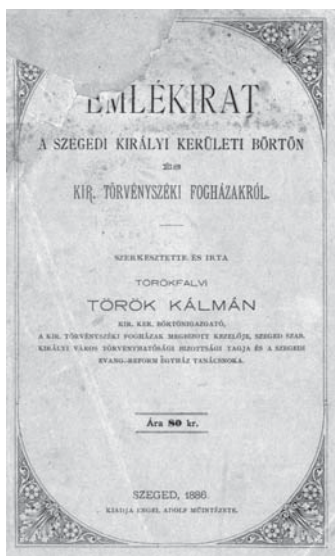 EMLÉKIRAT
A SZEGEDI KIRÁLYI KERÜLETI BÖRTÖN
ÉS
KIR. TÖRVÉNYSZÉKI FOGHÁZAKRÓL.
SZERKESZTETTE ÉS IRTA
TÖRÖKFALVI
TÖRÖK KÁLMÁN
KIR. KER. BÖRTÖNIGAZGATÓ,
A KIR. TÖRVÉNYSZÉKI FOGHÁZAK MEGBIZOTT KEZELŐJE, SZEGED SZAB.
KIRÁLYI VÁROS TÖRVÉNYHATÓSÁGI BIZOTTSÁGI TAGJA ÉS A SZEGEDI
EVANG.-REFORM EGYHÁZ TANÁCSNOKA.
Ára 80 kr.
SZEGED, 1886.
KIADJA ENGEL ADOLF MŰINTÉZETE.